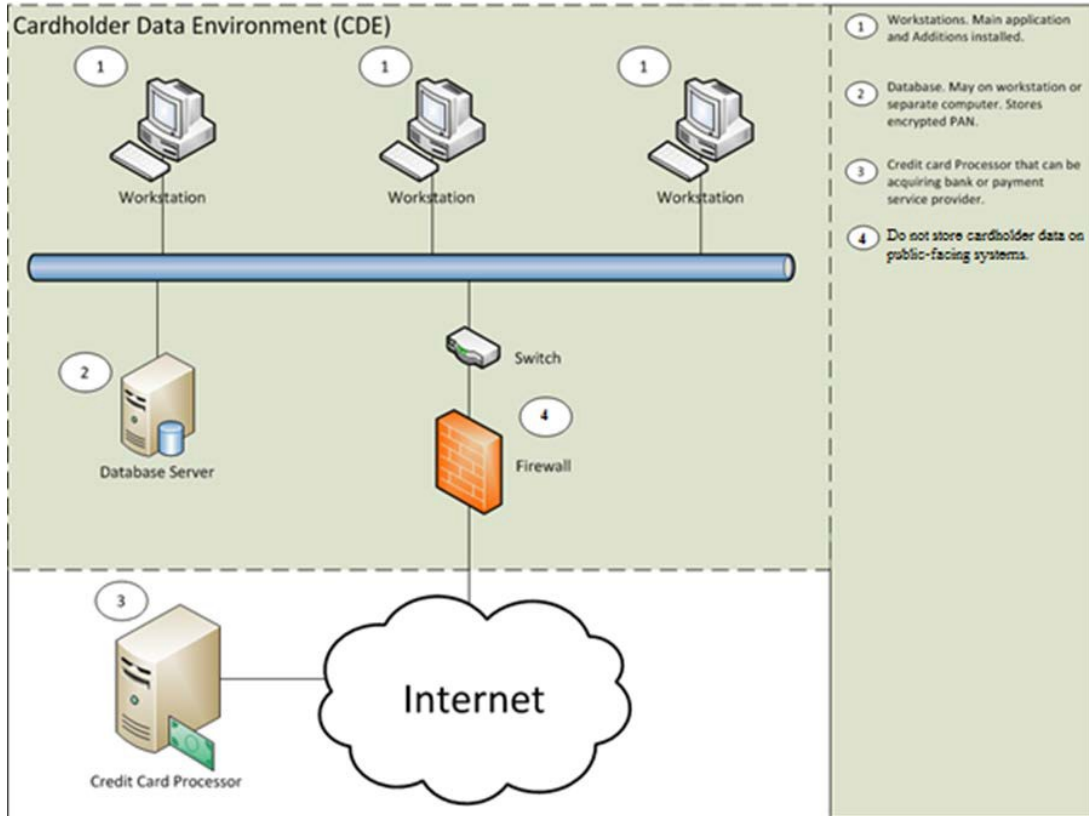 Cardholder Data Environment (CDE)
1
1
1
Workstation
Workstation
Workstation
2
Database Server
Switch
4
Firewall
3
Credit Card Processor
Internet
1
Workstations. Main application
and Additions installed.
2
Database. May on workstation or
separate computer. Stores
encrypted PAN.
3
Credit card Processor that can be
acquiring bank or payment
service provider.
4
Do not store cardholder data on
public-facing systems.